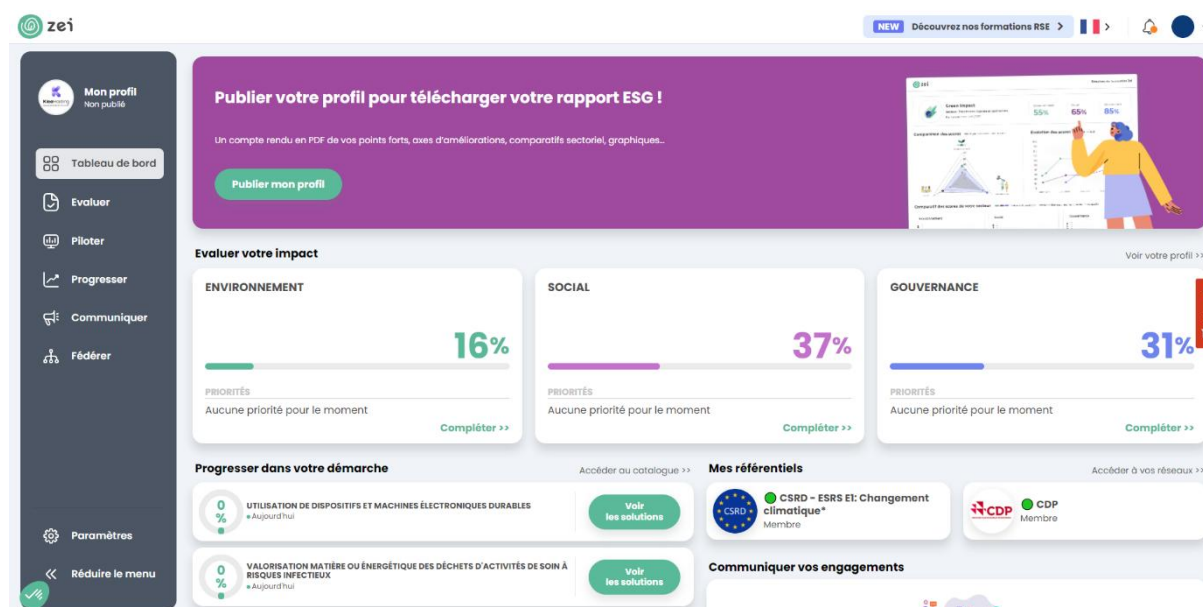 zei
NEW Découvrez nos formations RSE >
Mon profil
Non publié
Tableau de bord
Evaluer
Piloter
Progresser
Communiquer
Fédérer
Paramètres
Réduire le menu
Publier votre profil pour télécharger votre rapport ESG !
Un compte rendu en PDF de vos points forts, axes d'améliorations, comparatifs sectoriel, graphiques...
Publier mon profil
zei
55% 65% 85%
Evaluer votre impact
Voir votre profil >>
ENVIRONNEMENT
16%
PRIORITÉS
Aucune priorité pour le moment
Compléter >>
SOCIAL
37%
PRIORITÉS
Aucune priorité pour le moment
Compléter >>
GOUVERNANCE
31%
PRIORITÉS
Aucune priorité pour le moment
Compléter >>
Progresser dans votre démarche
Accéder au catalogue >>
0
%
UTILISATION DE DISPOSITIFS ET MACHINES ÉLECTRONIQUES DURABLES
Aujourd'hui
Voir
les solutions
0
%
VALORISATION MATIÈRE OU ÉNERGÉTIQUE DES DÉCHETS D'ACTIVITÉS DE SOIN À
RISQUES INFECTIEUX
Aujourd'hui
Voir
les solutions
Mes référentiels
Accéder à vos réseaux >>
CSRD
CSRD - ESRS E1: Changement
climatique*
Membre
CDP
CDP
Membre
Communiquer vos engagements